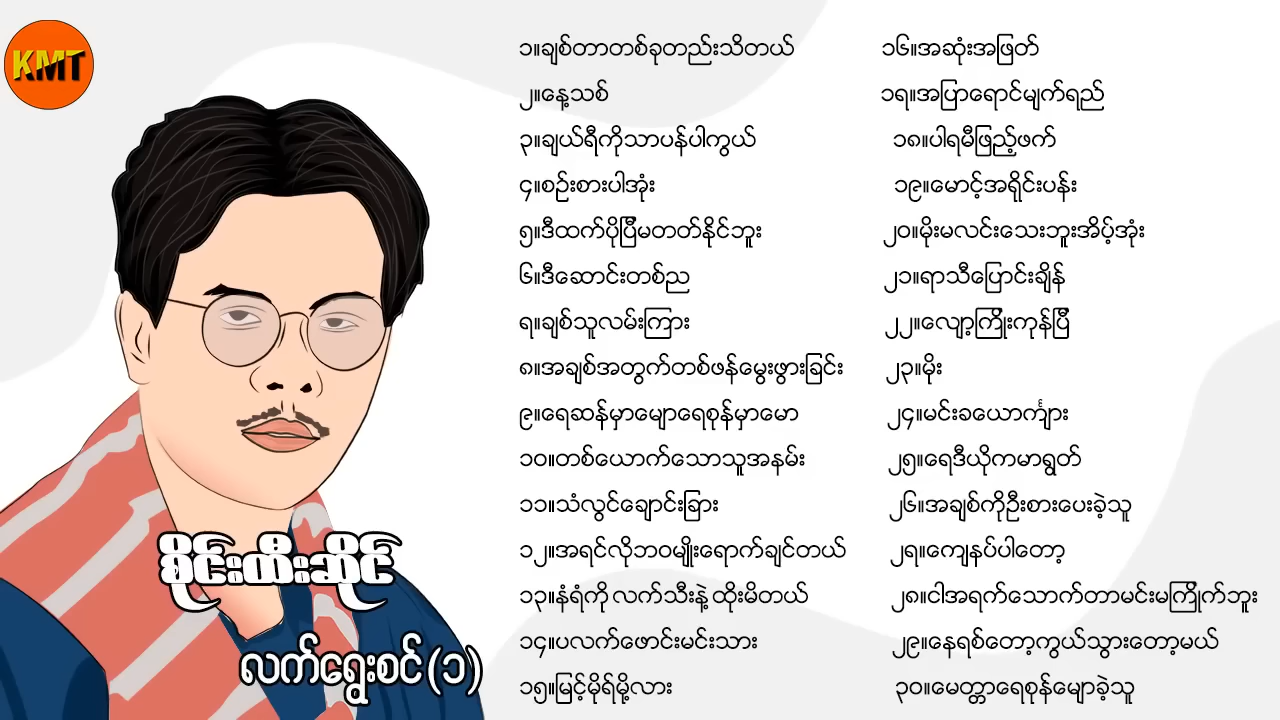 KMT
၁။ချစ်တာတစ်ခုတည်းသိတယ်
၂။နေ့သစ်
၃။ချယ်ရီကိုသာပန်ပါကွယ်
၄။စဉ်းစားပါအုံး
၅။ဒီထက်ပိုပြီးမတတ်နိုင်ဘူး
၆။ဒီဆောင်းတစ်ည
၇။ချစ်သူလမ်းကြား
၈။အချစ်အတွက်တစ်ဖန်မွေးဖွားခြင်း
၉။ရေဆန်မှာမျောရေစုန်မှာမော
၁၀။တစ်ယောက်သောသူအနမ်း
၁၁။သံလွင်ချောင်းခြား
၁၂။အရင်လိုဘဝမျိုးရောက်ချင်တယ်
၁၃။နံရံကို လက်သီးနဲ့ ထိုးမိတယ်
၁၄။ပလက်ဖောင်းမင်းသား
၁၅။မြင့်မိုရ်မို့လား
၁၆။အဆုံးအဖြတ်
၁၇။အပြာရောင်မျက်ရည်
၁၈။ပါရမီဖြည့်ဖက်
၁၉။မောင့်အရိုင်းပန်း
၂၀။မိုးမလင်းသေးဘူးအိပ့်အုံး
၂၁။ရာသီပြောင်းချိန်
၂၂။လျော့ကြိုးကုန်ပြီ
၂၃။မိုး
၂၄။မင်းခယောင်္ကျား
၂၅။ရေဒီယိုကမာရွတ်
၂၆။အချစ်ကိုဦးစားပေးခဲ့သူ
၂၇။ကျေနပ်ပါတော့
၂၈။ငါအရက်သောက်တာမင်းမကြိုက်ဘူး
၂၉။နေရစ်တော့ကွယ်သွားတော့မယ်
၃၀။မေတ္တာရေစုန်မျောခဲ့သူ
စိုင်းထီးဆိုင်
လက်ရွေးစင်(၁)